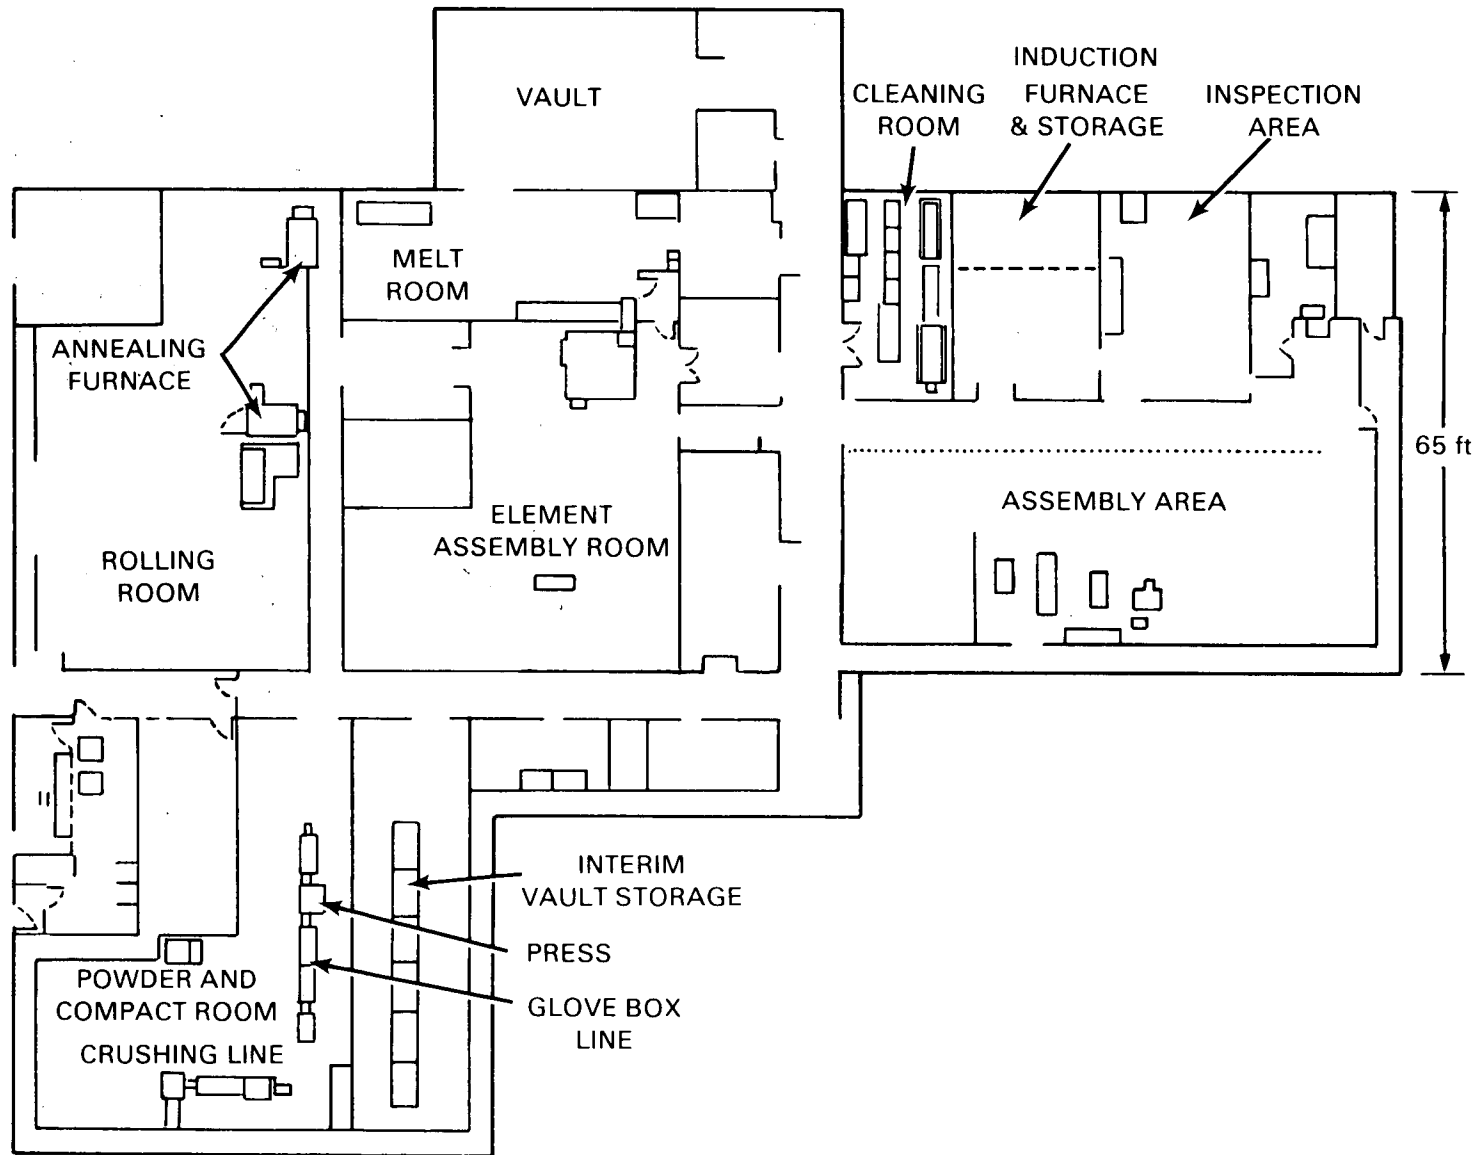 VAULT
CLEANING
ROOM
INDUCTION
FURNACE
& STORAGE
INSPECTION
AREA
MELT
ROOM
ANNEALING
FURNACE
65 ft
ASSEMBLY AREA
ELEMENT
ASSEMBLY ROOM
ROLLING
ROOM
INTERIM
VAULT STORAGE
PRESS
POWDER AND
COMPACT ROOM
GLOVE BOX
LINE
CRUSHING LINE